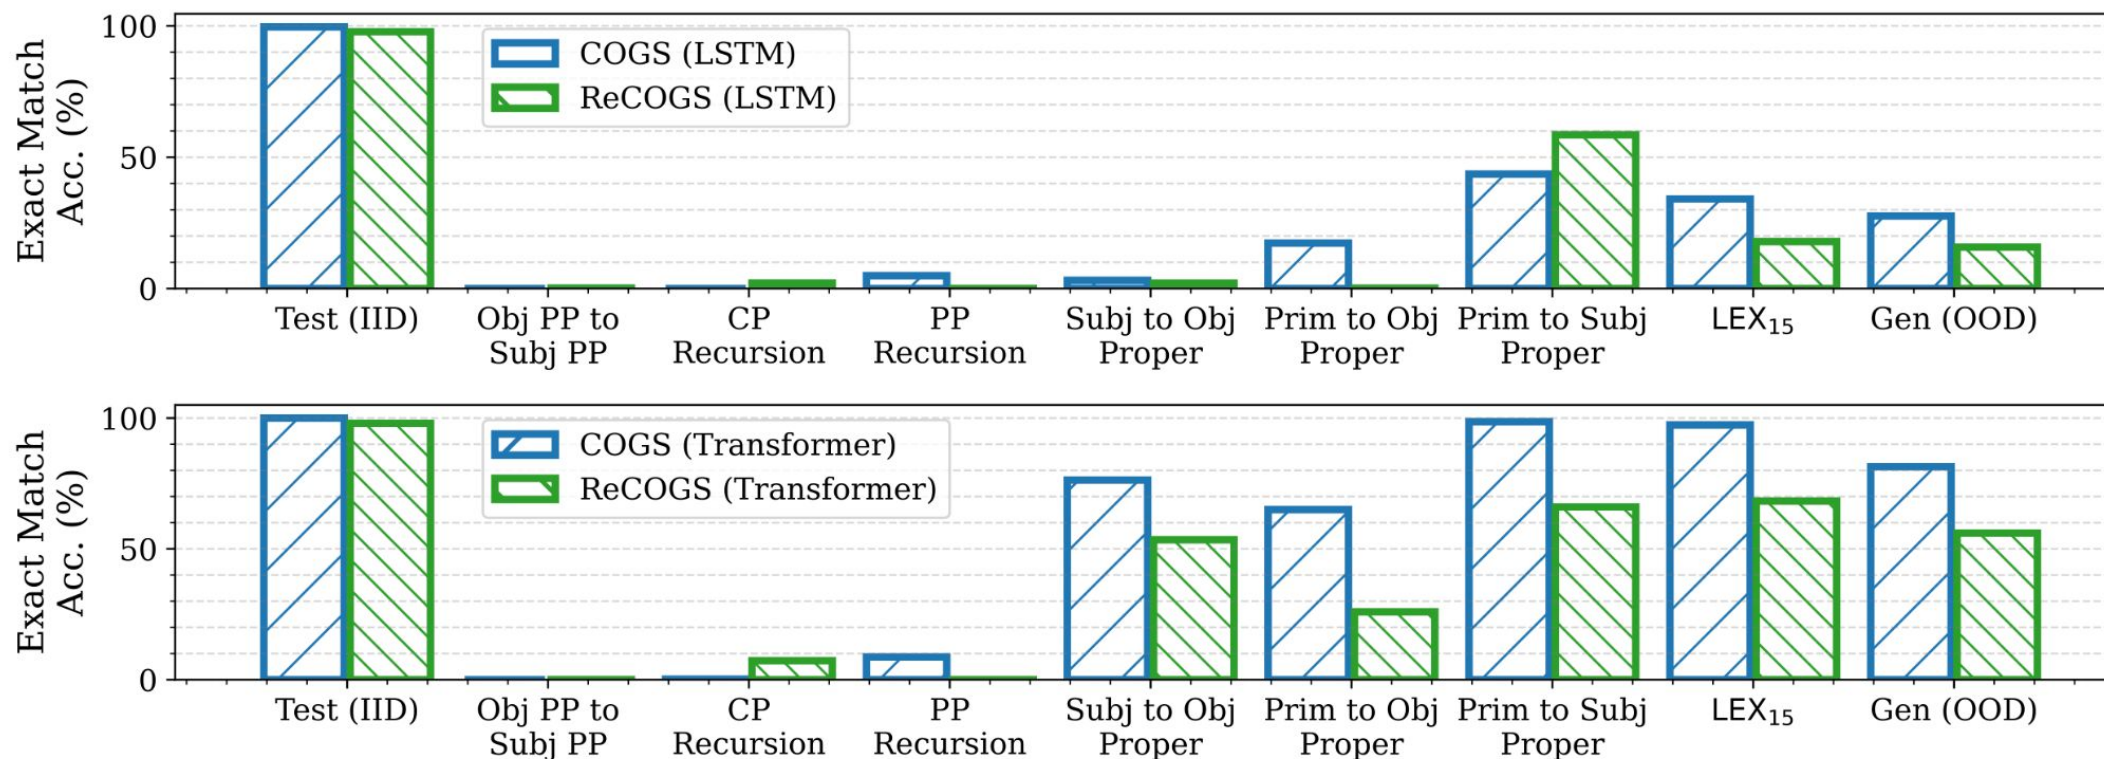 Exact Match
Acc. (%)
100
50
0
COGS (LSTM)
ReCOGS (LSTM)
Test (IID)
Obj PP to
Subj PP
CP
Recursion
PP
Recursion
Subj to Obj
Proper
Prim to Obj
Proper
Prim to Subj
Proper
LEX₁₅
Gen (OOD)
Exact Match
Acc. (%)
100
50
0
COGS (Transformer)
ReCOGS (Transformer)
Test (IID)
Obj PP to
Subj PP
CP
Recursion
PP
Recursion
Subj to Obj
Proper
Prim to Obj
Proper
Prim to Subj
Proper
LEX₁₅
Gen (OOD)